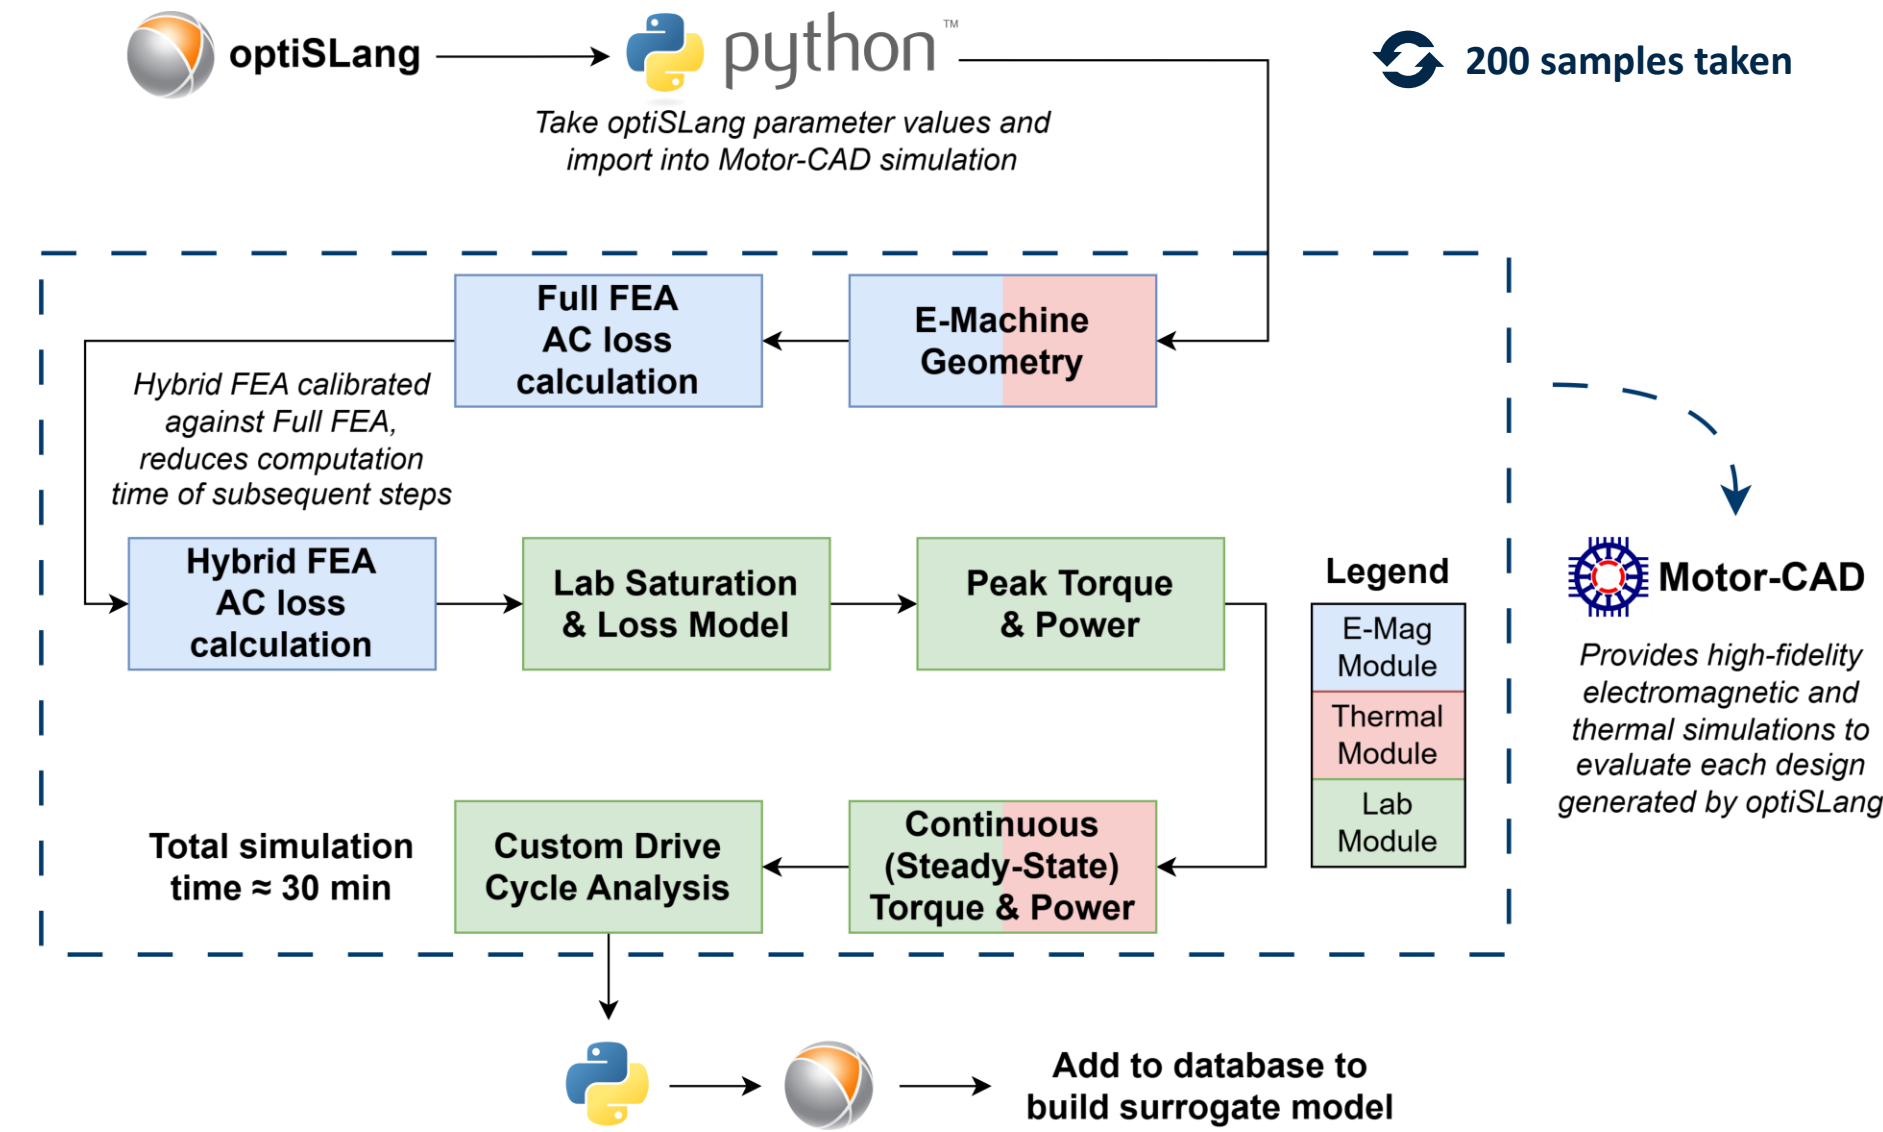 optiSLang
python™
200 samples taken
Take optiSLang parameter values and
import into Motor-CAD simulation
Full FEA
AC loss
calculation
E-Machine
Geometry
Hybrid FEA calibrated
against Full FEA,
reduces computation
time of subsequent steps
Hybrid FEA
AC loss
calculation
Lab Saturation
& Loss Model
Peak Torque
& Power
Legend
E-Mag
Module
Thermal
Module
Lab
Module
Motor-CAD
Provides high-fidelity
electromagnetic and
thermal simulations to
evaluate each design
generated by optiSLang
Total simulation
time ≈ 30 min
Custom Drive
Cycle Analysis
Continuous
(Steady-State)
Torque & Power
Add to database to
build surrogate model